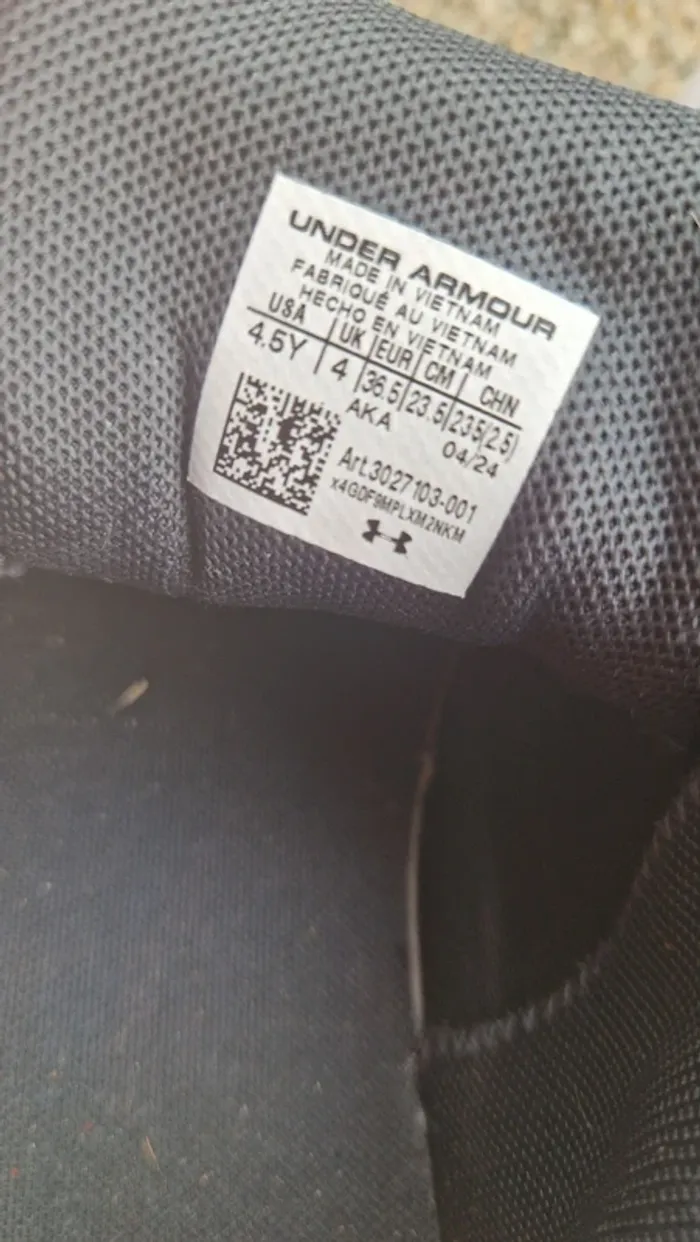 UNDER ARMOUR
MADE IN VIETNAM
FABRIQUÉ AU VIETNAM
HECHO EN VIETNAM
USA UK EUR CM CHN
4.5Y 4 36.5 23.5 235(2.5)
AKA 04/24
Art.3027103-001
X4GDF9MPLXM2NKM